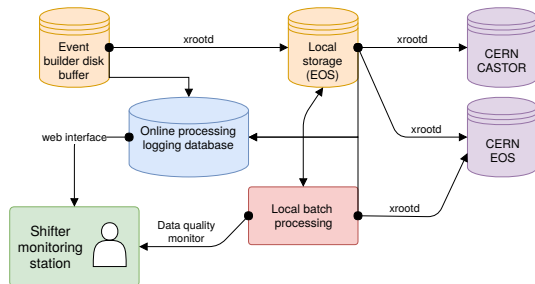 xrootd
xrootd
Event
builder disk
buffer
Local
storage
(EOS)
CERN
CASTOR
xrootd
web interface
Online processing
logging database
CERN
EOS
Local batch
processing
xrootd
Data quality
monitor
Shifter
monitoring
station